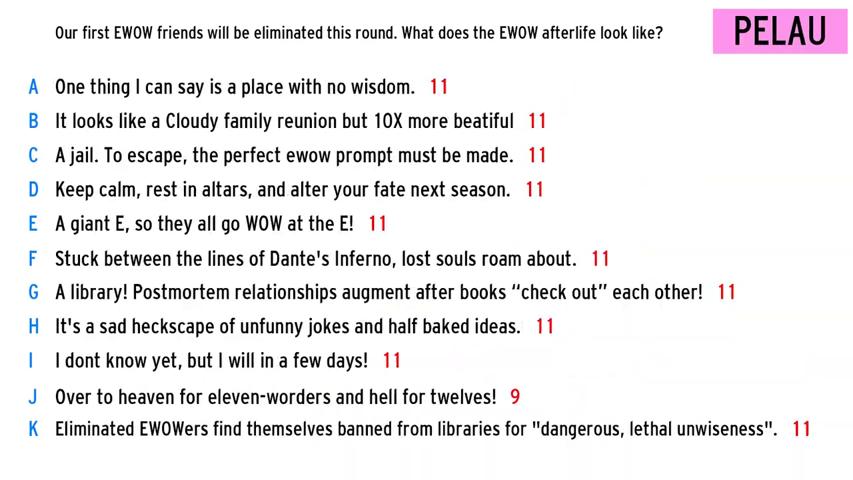 Our first EWOW friends will be eliminated this round. What does the EWOW afterlife look like?
PELAU
A One thing I can say is a place with no wisdom. 11
B It looks like a Cloudy family reunion but 10X more beatiful 11
C A jail. To escape, the perfect ewow prompt must be made. 11
D Keep calm, rest in altars, and alter your fate next season. 11
E A giant E, so they all go WOW at the E! 11
F Stuck between the lines of Dante's Inferno, lost souls roam about. 11
G A library! Postmortem relationships augment after books “check out” each other! 11
H It's a sad heckscape of unfunny jokes and half baked ideas. 11
I I dont know yet, but I will in a few days! 11
J Over to heaven for eleven-worders and hell for twelves! 9
K Eliminated EWOWers find themselves banned from libraries for "dangerous, lethal unwiseness". 11